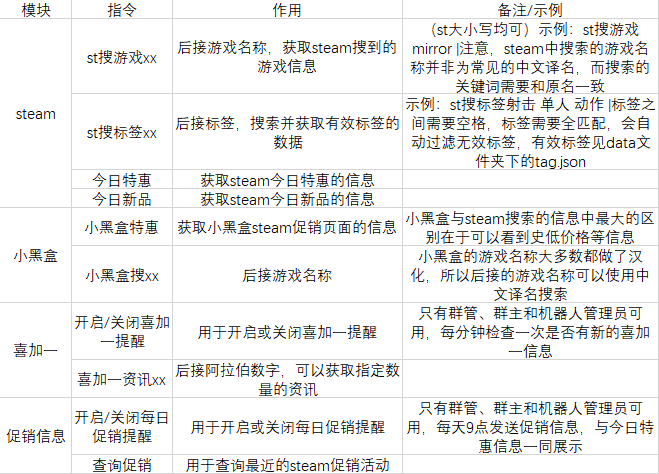 模块 指令 作用 备注/示例
steam
st搜游戏xx
后接游戏名称，获取steam搜到的
游戏信息
（st大小写均可）示例：st搜游戏
mirror |注意，steam中搜索的游戏名
称并非为常见的中文译名，而搜索的
关键词需要和原名一致
st搜标签xx
后接标签，搜索并获取有效标签的
数据
示例：st搜标签射击 单人 动作 |标签之
间需要空格，标签需要全匹配，会自
动过滤无效标签，有效标签见data文
件夹下的tag.json
今日特惠 获取steam今日特惠的信息
今日新品 获取steam今日新品的信息
小黑盒
小黑盒特惠 获取小黑盒steam促销页面的信息
小黑盒与steam搜索的信息中最大的区
别在于可以看到史低价格等信息
小黑盒搜xx 后接游戏名称
小黑盒的游戏名称大多数都做了汉
化，所以后接的游戏名称可以使用中
文译名搜索
喜加一
开启/关闭喜加
一提醒
用于开启或关闭喜加一提醒
只有群管、群主和机器人管理员可
用，每分钟检查一次是否有新的喜加
一信息
喜加一资讯xx
后接阿拉伯数字，可以获取指定数
量的资讯
促销信息
开启/关闭每日
促销提醒
用于开启或关闭每日促销提醒
只有群管、群主和机器人管理员可
用，每天9点发送促销信息，与今日特
惠信息一同展示
查询促销 用于查询最近的steam促销活动